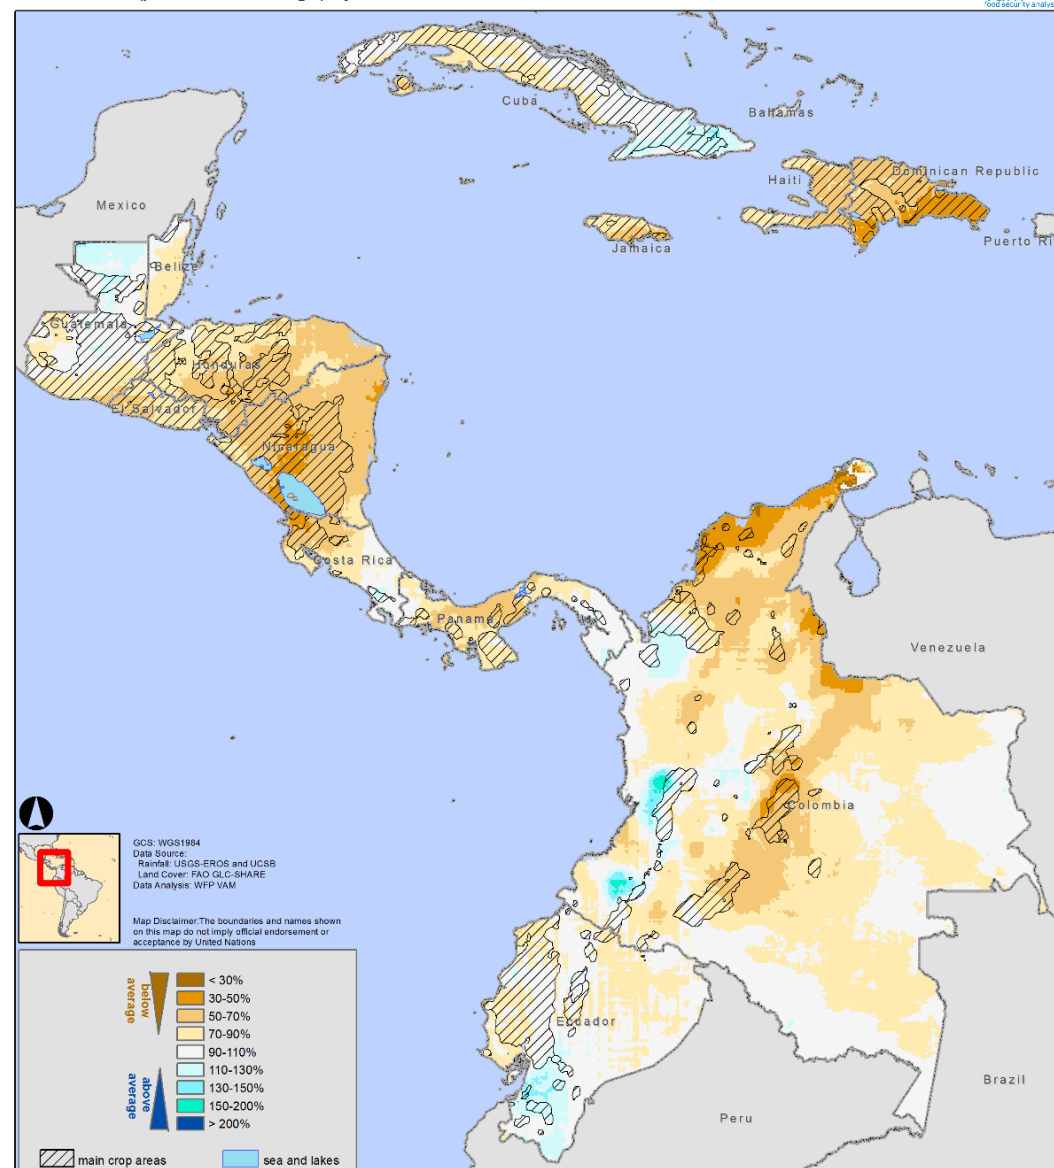 food security analys
Cuba
Bahamas
Haiti
Dominican Republic
Mexico
Jamaica
Puerto Ri
Belize
Guatemala
Honduras
El Salvador
Nicaragua
Costa Rica
Panama
Venezuela
Colombia
GCS: WGS1984
Data Source:
Rainfall: USGS-EROS and UCSB
Land Cover: FAO GLC-SHARE
Data Analysis: WFP VAM
Map Disclaimer:The boundaries and names shown
on this map do not imply official endorsement or
acceptance by United Nations
Ecuador
Brazil
Peru
below
average
above
average
< 30%
30-50%
50-70%
70-90%
90-110%
110-130%
130-150%
150-200%
> 200%
main crop areas
sea and lakes